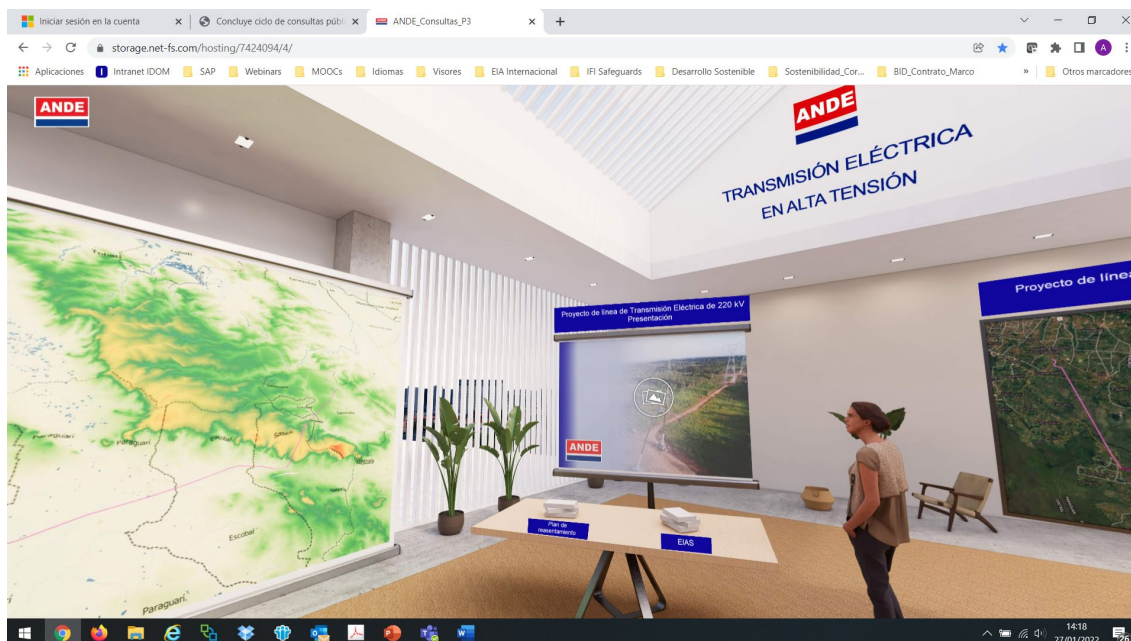 Iniciar sesión en la cuenta
Concluye ciclo de consultas públ
ANDE_Consultas_P3
storage.net-fs.com/hosting/7424094/4/
A
Aplicaciones
Intranet IDOM
SAP
Webinars
MOOCs
Idiomas
Visores
EIA Internacional
IFI Safeguards
Desarrollo Sostenible
Sostenibilidad_Cor...
BID_Contrato_Marco
»
Otros marcadores
ANDE
ANDE
TRANSMISIÓN ELÉCTRICA
EN ALTA TENSIÓN
Proyecto de línea de Transmisión Eléctrica de 220 kV
Presentación
Proyecto de línea
ANDE
Paraguarí
Escobar
Escobar
Paraguarí
Plan de
reasentamiento
EIAS
14:18
27/01/2022
26